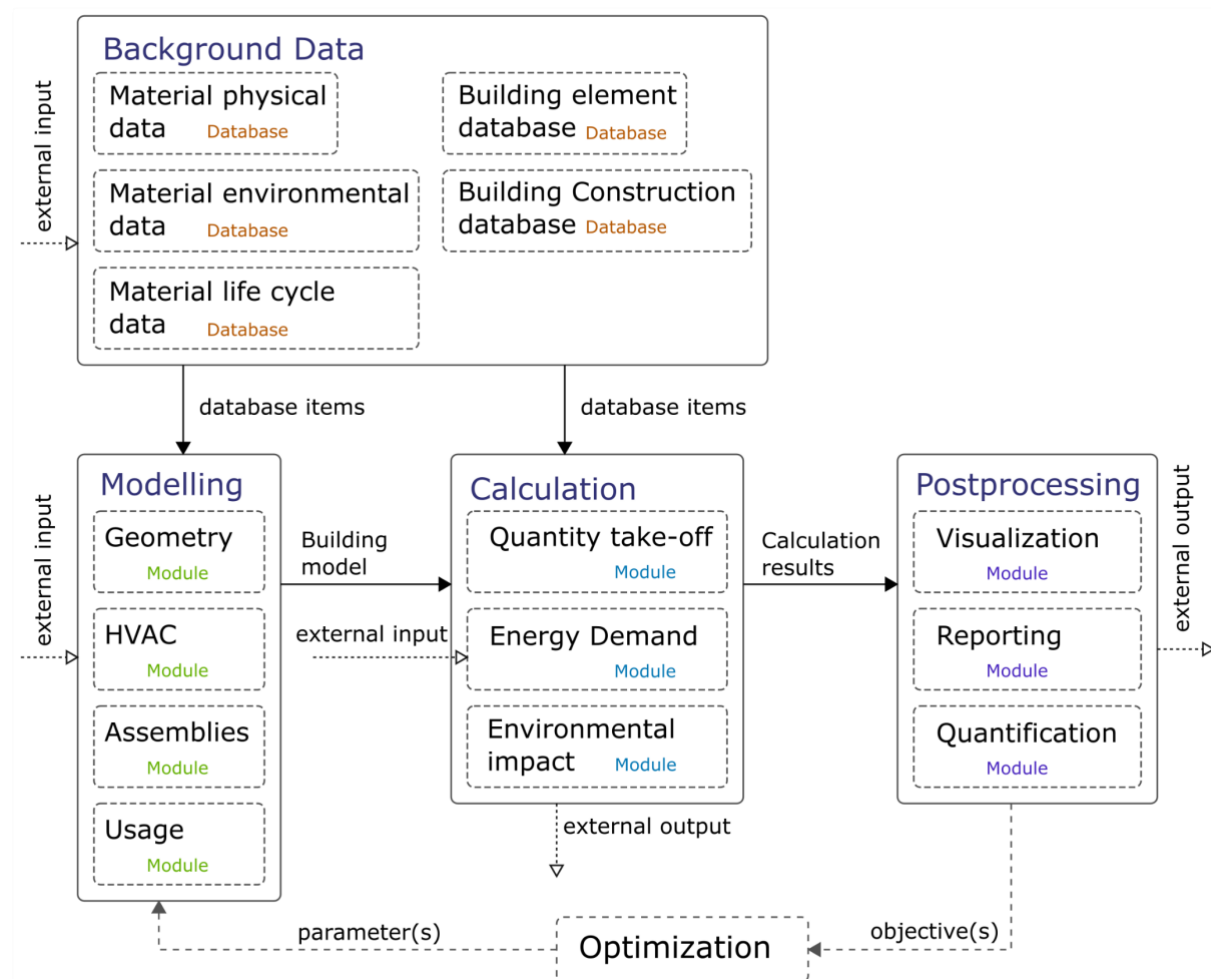 Background Data
external input
Material physical
data Database
Building element
database Database
Material environmental
data Database
Building Construction
database Database
Material life cycle
data Database
database items
database items
external input
Modelling
Geometry
Module
HVAC
Module
Assemblies
Module
Usage
Module
Building
model
external input
Calculation
Quantity take-off
Module
Energy Demand
Module
Environmental
impact Module
Calculation
results
Postprocessing
Visualization
Module
Reporting
Module
Quantification
Module
external output
external output
parameter(s)
Optimization
objective(s)